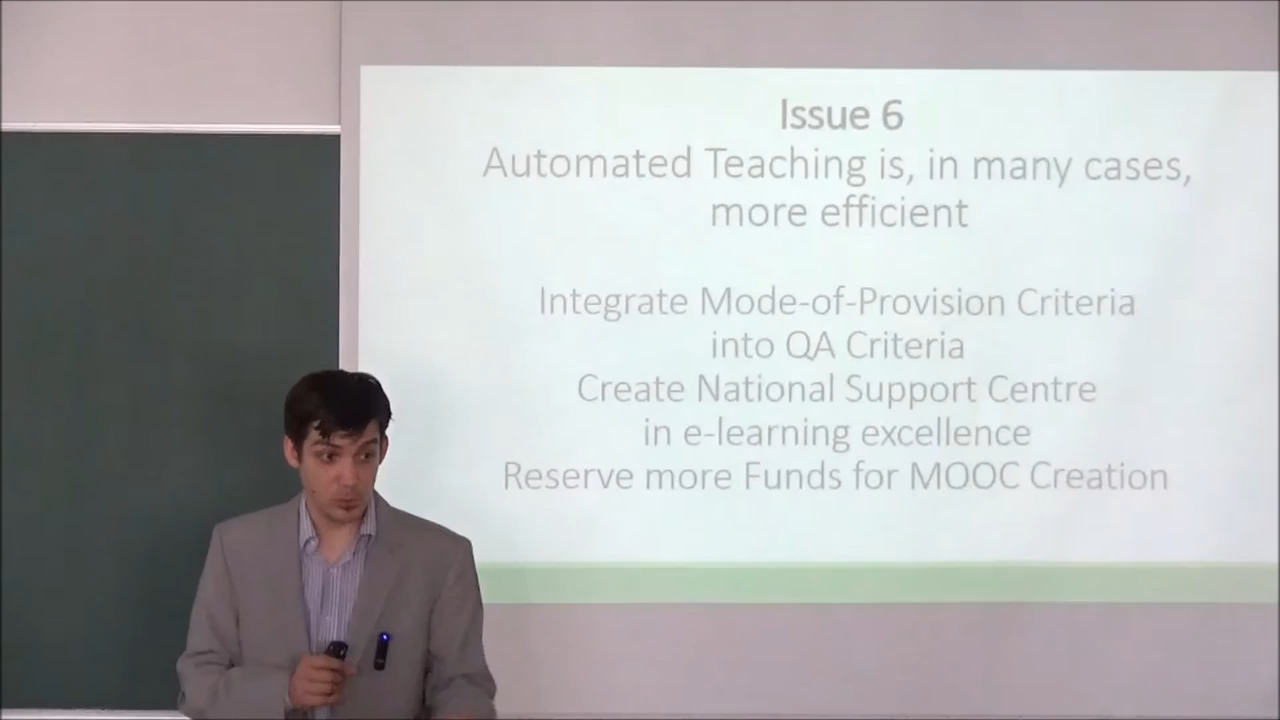 Issue 6
Automated Teaching is, in many cases,
more efficient
Integrate Mode-of-Provision Criteria
into QA Criteria
Create National Support Centre
in e-learning excellence
Reserve more Funds for MOOC Creation